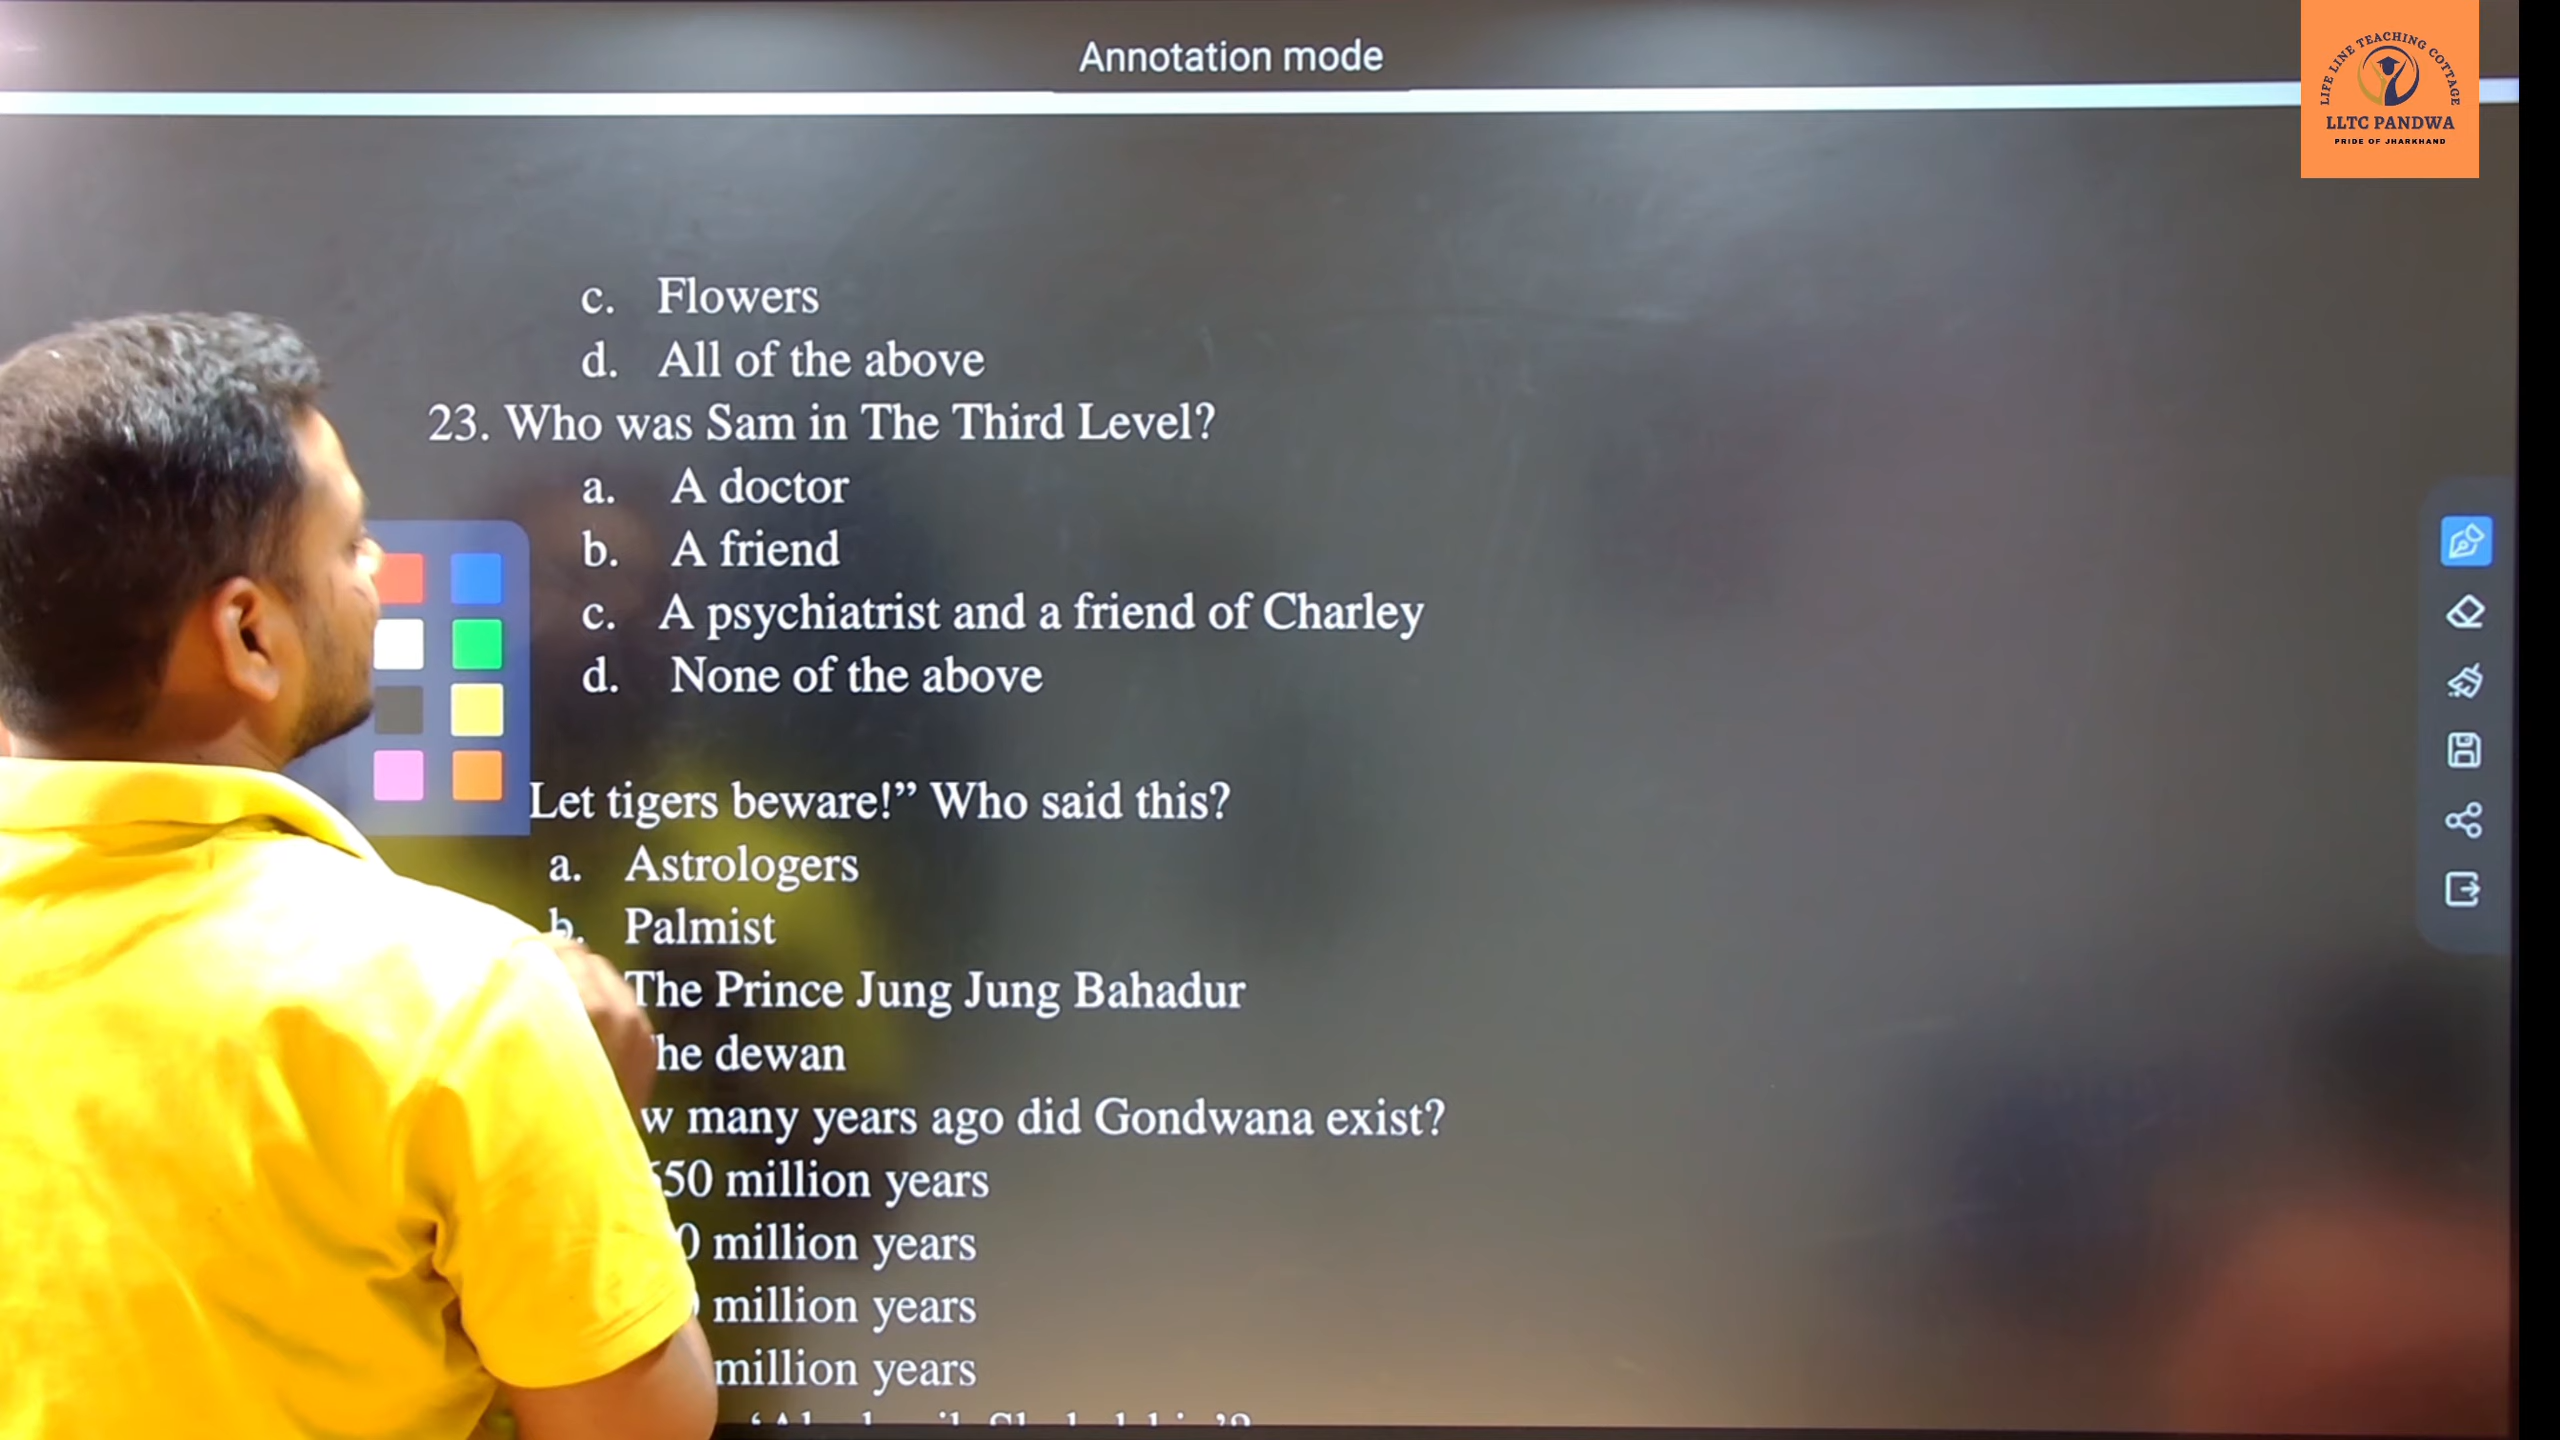 Annotation mode
LIFE LINE TEACHING COTTAGE
LLTC PANDWA
PRIDE OF JHARKHAND
c. Flowers
d. All of the above
23. Who was Sam in The Third Level?
a. A doctor
b. A friend
c. A psychiatrist and a friend of Charley
d. None of the above
Let tigers beware!” Who said this?
a. Astrologers
b. Palmist
The Prince Jung Jung Bahadur
dewan
many years ago did Gondwana exist?
million years
million years
million years
million years